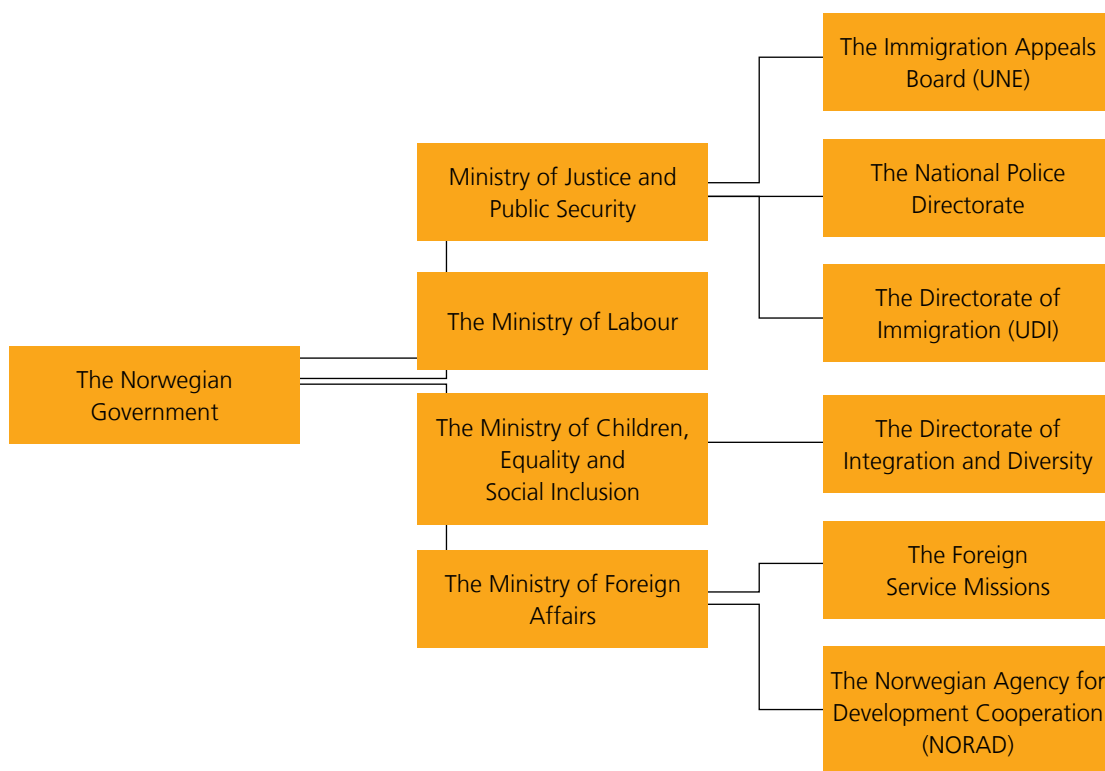 The Norwegian
Government
Ministry of Justice and
Public Security
The Ministry of Labour
The Ministry of Children,
Equality and
Social Inclusion
The Ministry of Foreign
Affairs
The Immigration Appeals
Board (UNE)
The National Police
Directorate
The Directorate of
Immigration (UDI)
The Directorate of
Integration and Diversity
The Foreign
Service Missions
The Norwegian Agency for
Development Cooperation
(NORAD)